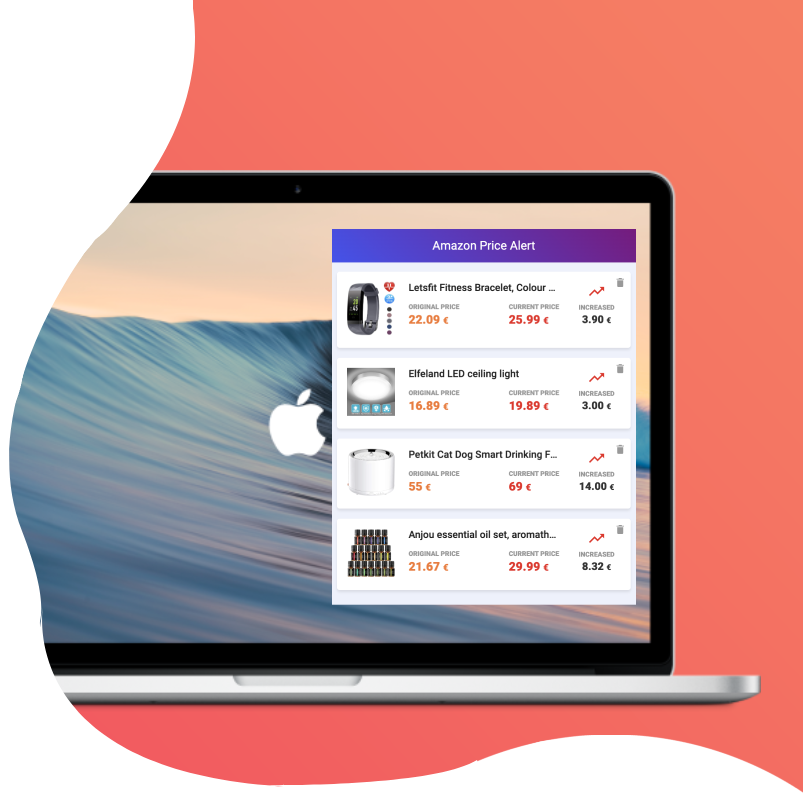 Amazon Price Alert
Letsfit Fitness Bracelet, Colour ...
ORIGINAL PRICE CURRENT PRICE INCREASED
22.09 € 25.99 € 3.90 €
Elfeland LED ceiling light
ORIGINAL PRICE CURRENT PRICE INCREASED
16.89 € 19.89 € 3.00 €
Petkit Cat Dog Smart Drinking F...
ORIGINAL PRICE CURRENT PRICE INCREASED
55 € 69 € 14.00 €
Anjou essential oil set, aromath...
ORIGINAL PRICE CURRENT PRICE INCREASED
21.67 € 29.99 € 8.32 €